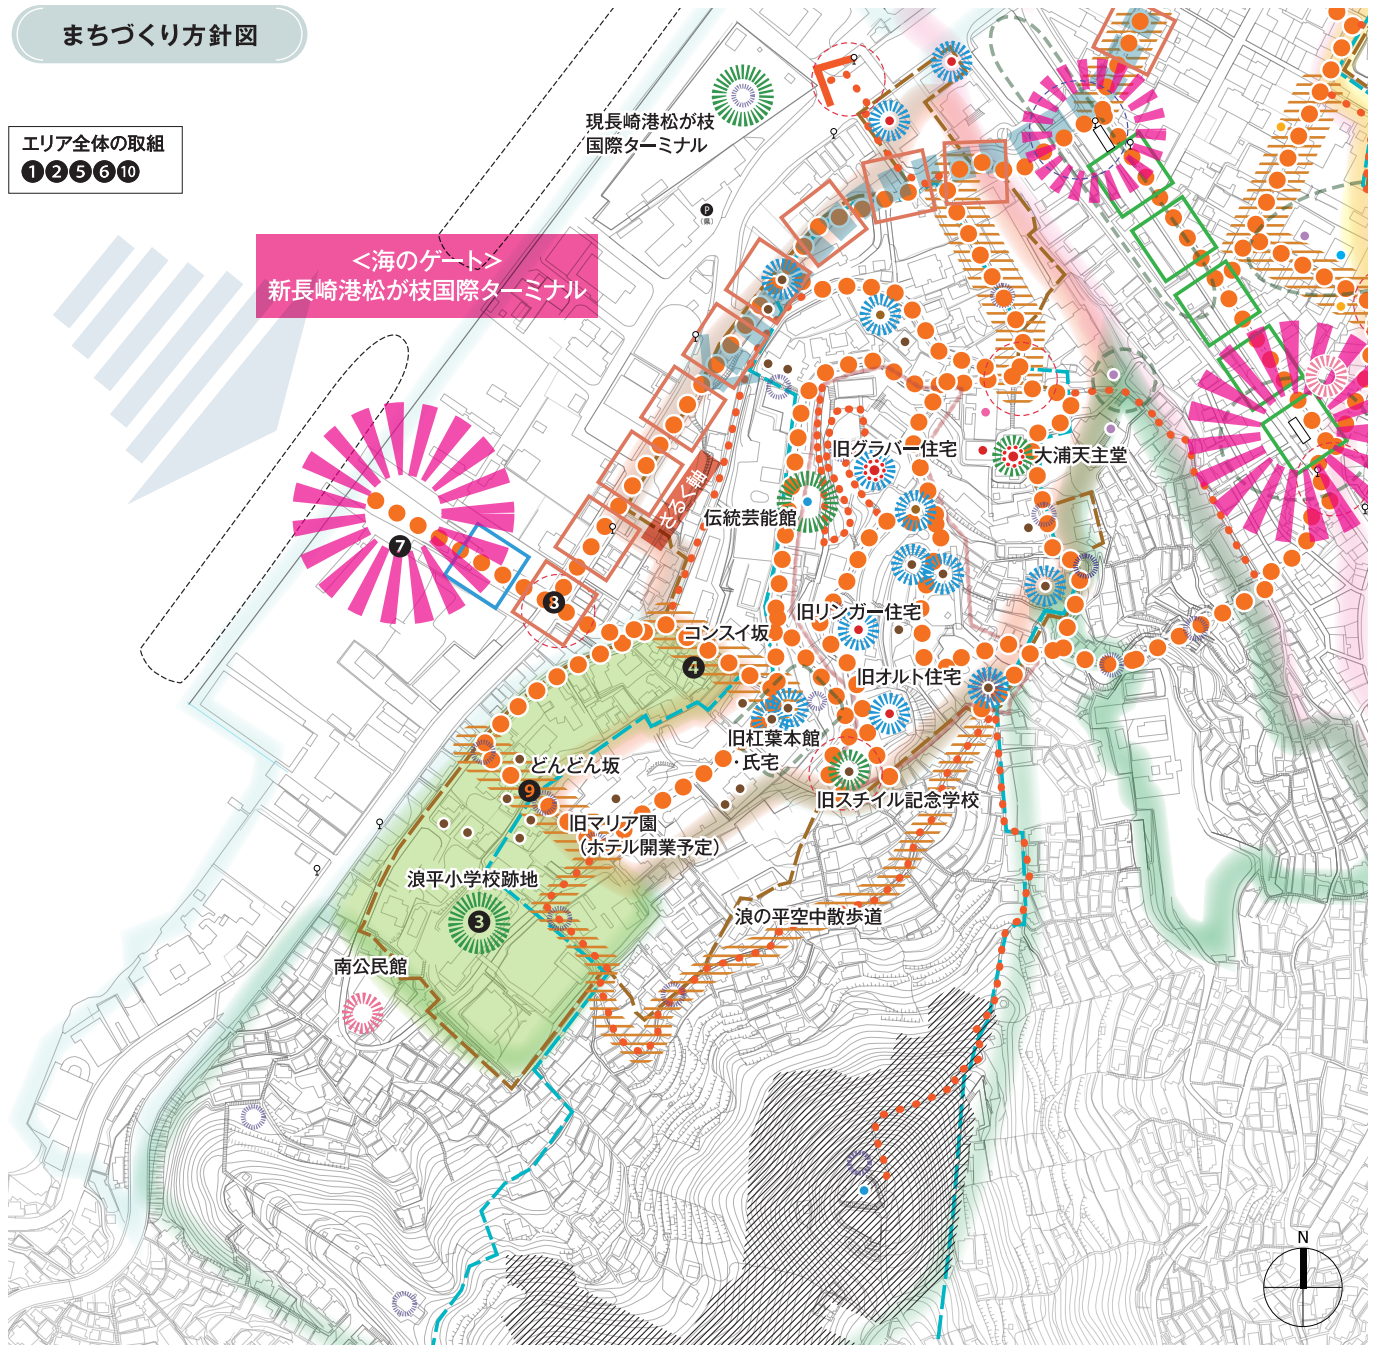 まちづくり方針図
エリア全体の取組
❶❷❺❻❿
現長崎港松が枝
国際ターミナル
P
(県)
＜海のゲート＞
新長崎港松が枝国際ターミナル
さるく軸
旧グラバー住宅
大浦天主堂
伝統芸能館
❼
❽
旧リンガー住宅
コンスイ坂
❹
旧オルト住宅
旧杠葉本館
・氏宅
どんどん坂
❾
旧スチイル記念学校
旧マリア園
（ホテル開業予定）
浪平小学校跡地
❸
浪の平空中散歩道
南公民館
N